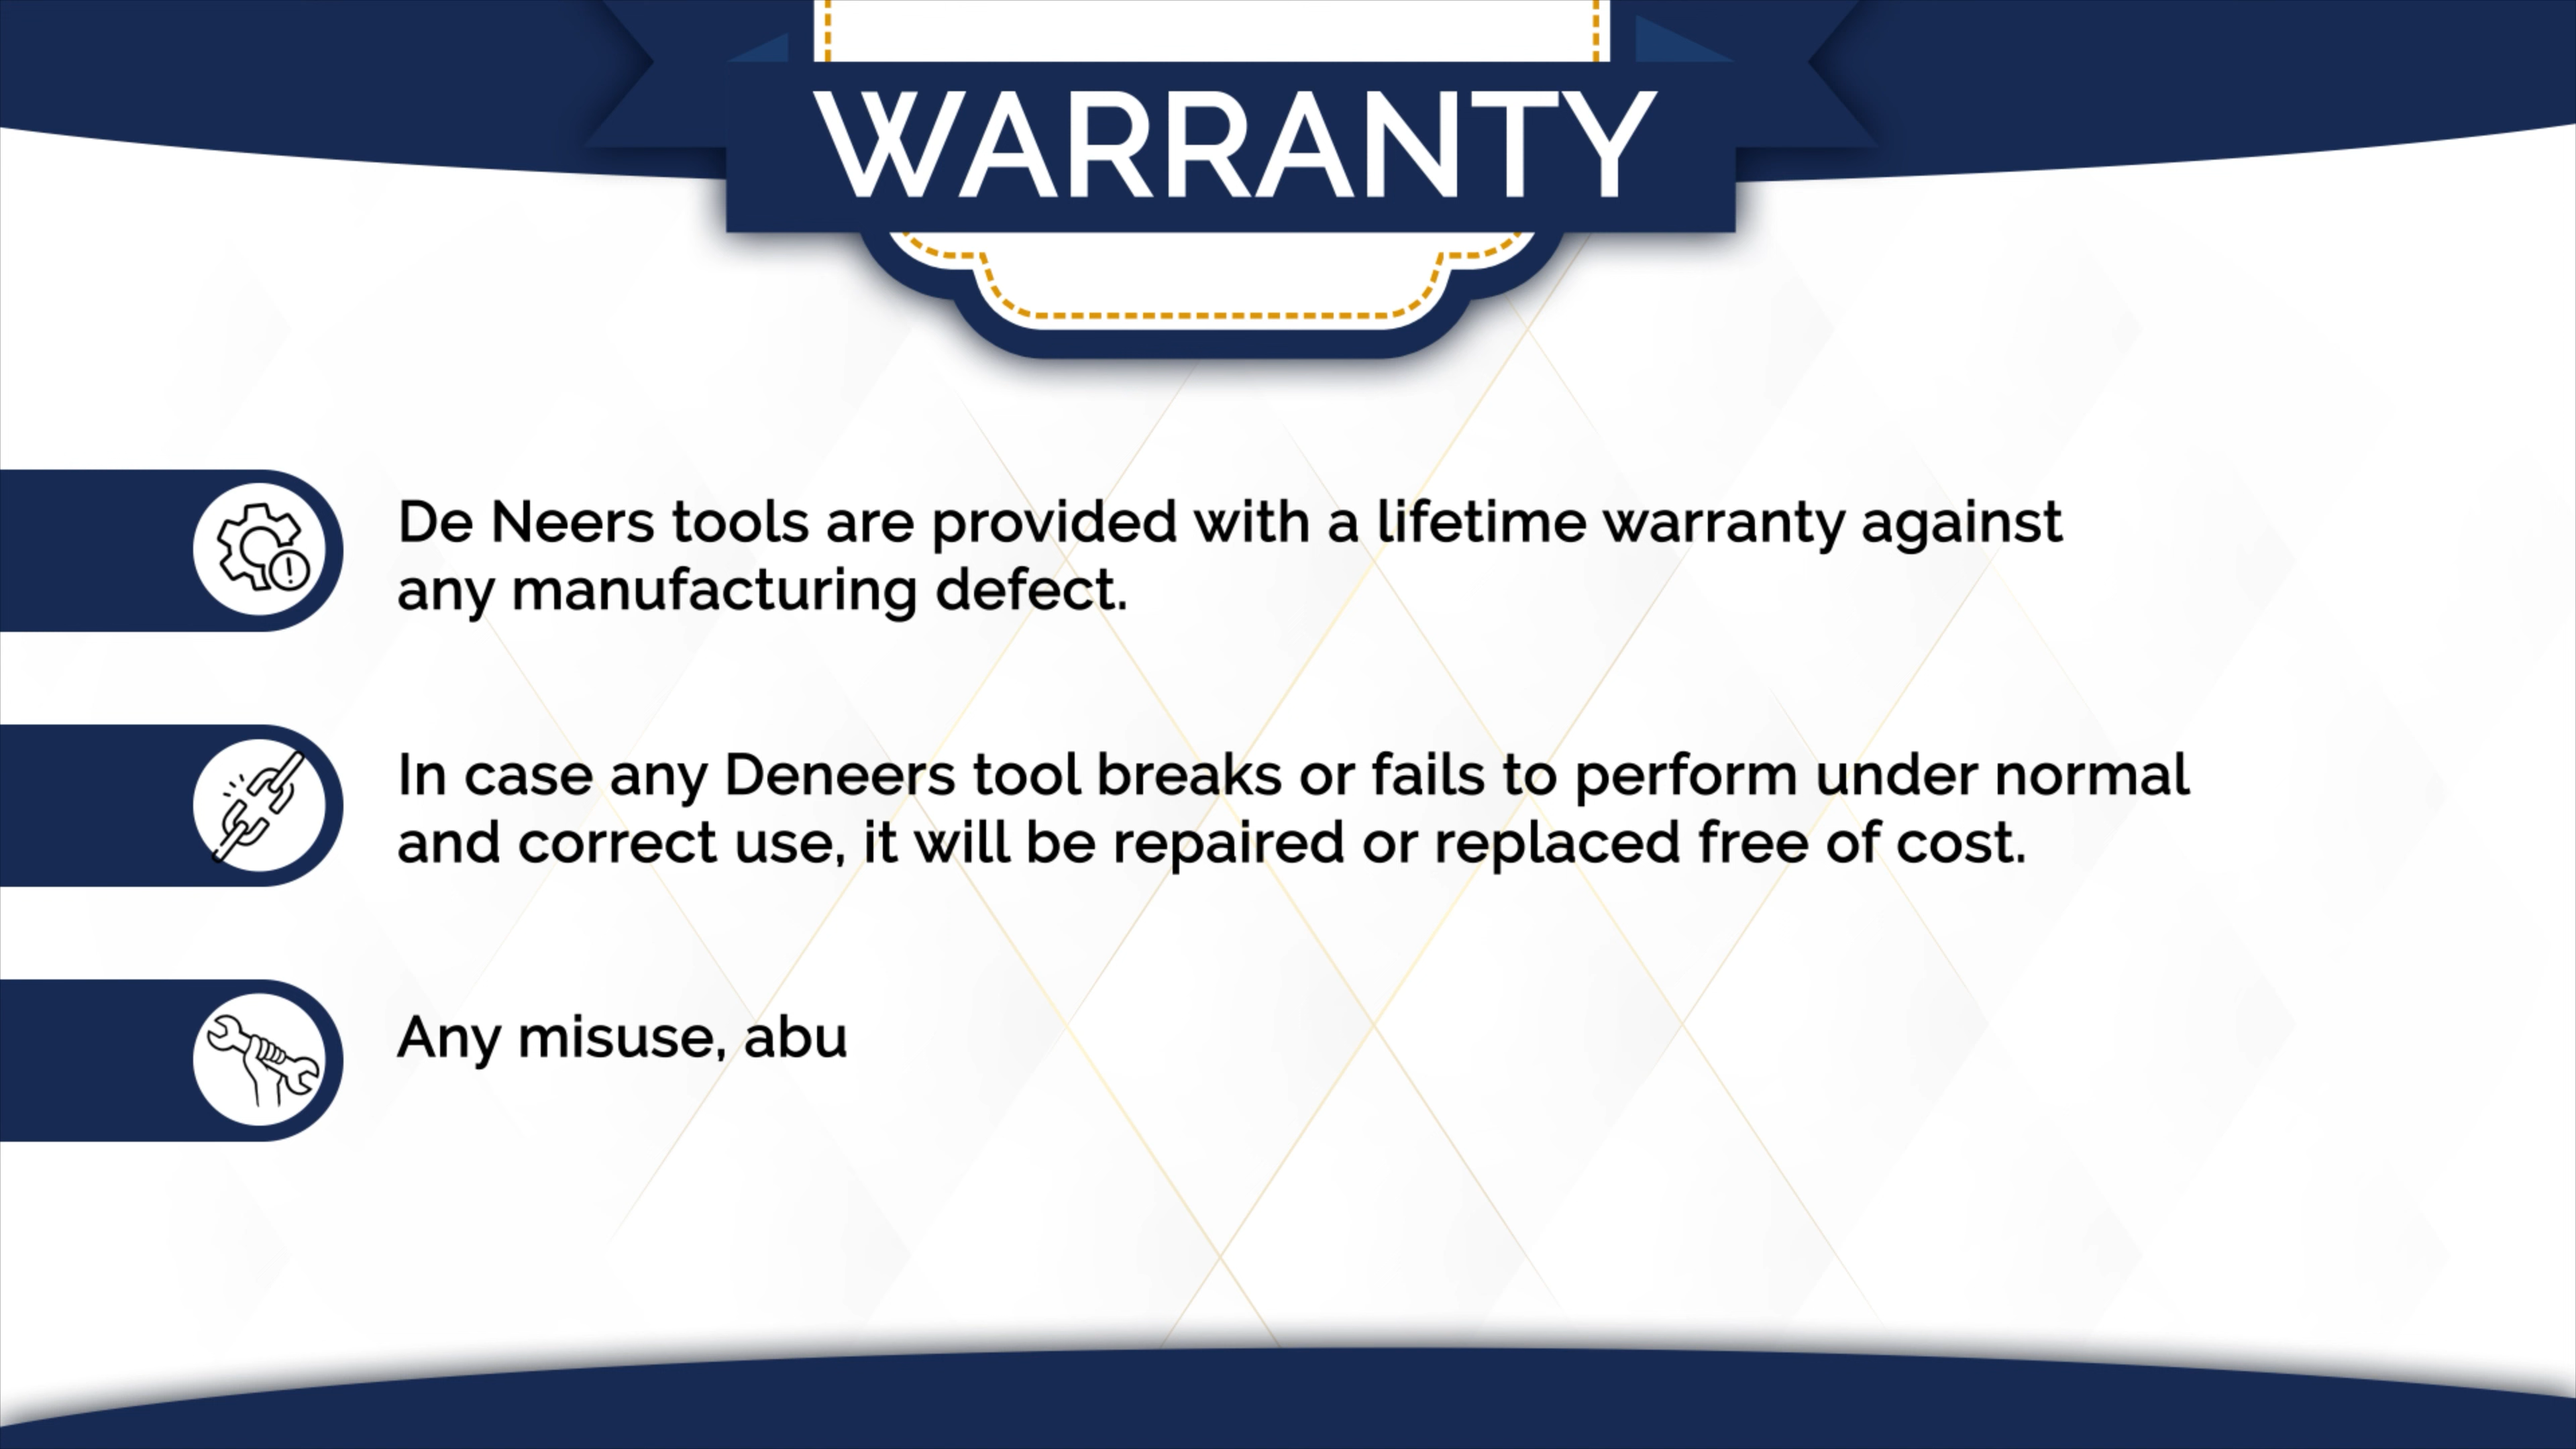 WARRANTY
De Neers tools are provided with a lifetime warranty against
any manufacturing defect.
In case any Deneers tool breaks or fails to perform under normal
and correct use, it will be repaired or replaced free of cost.
Any misuse, abu